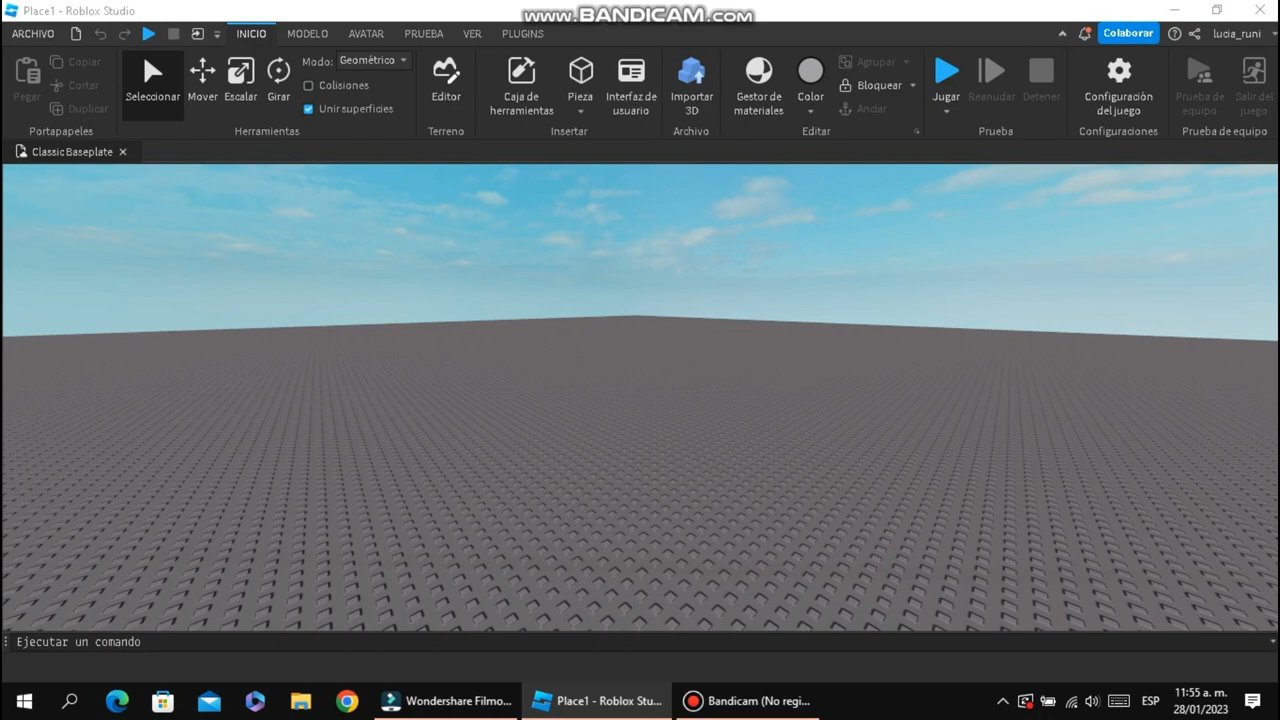 Place1 - Roblox Studio
www.BANDICAM.com
ARCHIVO INICIO MODELO AVATAR PRUEBA VER PLUGINS Colaborar lucia_runi
Pegar Copiar Cortar Duplicar
Portapapeles
Seleccionar Mover Escalar Girar
Modo: Geométrico
Colisiones
Unir superficies
Herramientas
Editor
Terreno
Caja de herramientas
Pieza
Interfaz de usuario
Insertar
Importar 3D
Archivo
Gestor de materiales
Color
Agrupar
Bloquear
Anclar
Editar
Jugar Reanudar Detener
Prueba
Configuración del juego
Configuraciones
Prueba de equipo
Salir del juego
Prueba de equipo
ClassicBaseplate
Ejecutar un comando
Wondershare Filmo...
Place1 - Roblox Stu...
Bandicam (No regi...
ESP
11:55 a. m.
28/01/2023